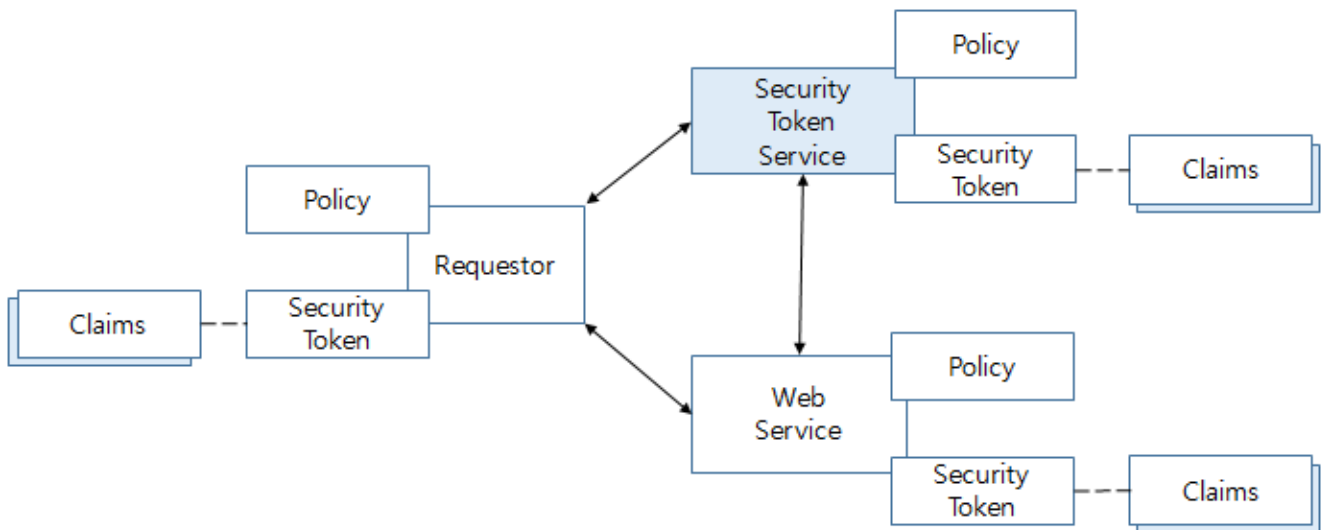 Policy
Security
Token
Service
Security
Token
Claims
Policy
Requestor
Security
Token
Claims
Policy
Web
Service
Security
Token
Claims